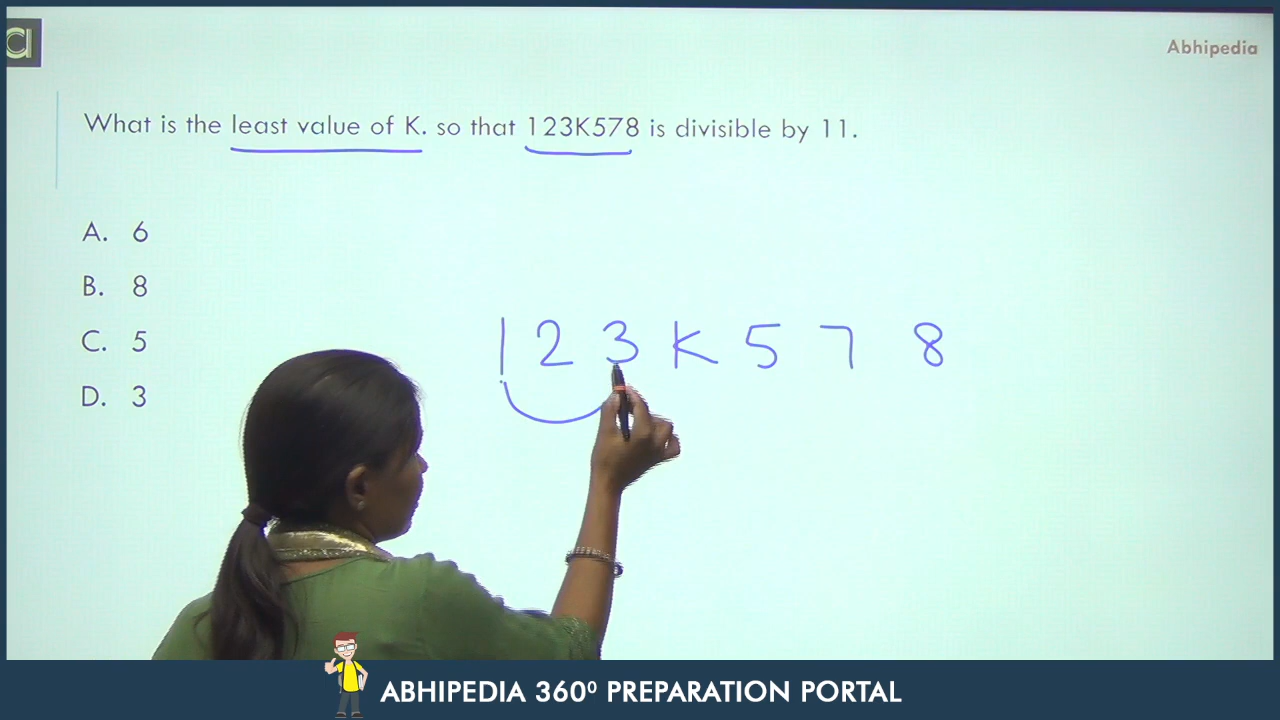 a
Abhipedia
What is the least value of K. so that 123K578 is divisible by 11.
A. 6
B. 8
C. 5
D. 3
1 2 3 K 5 7 8
ABHIPEDIA 360⁰ PREPARATION PORTAL